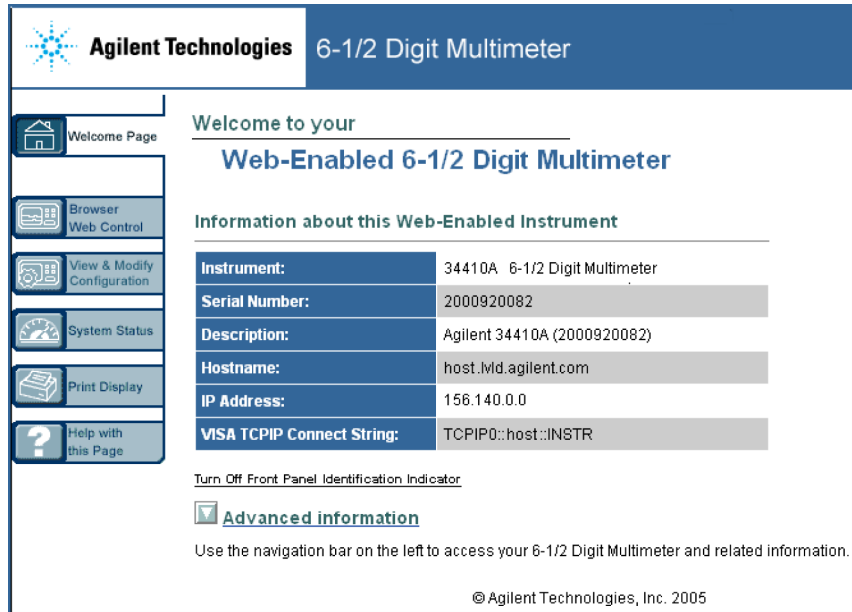 Agilent Technologies 6-1/2 Digit Multimeter
Welcome Page
Browser
Web Control
View & Modify
Configuration
System Status
Print Display
Help with
this Page
Welcome to your
Web-Enabled 6-1/2 Digit Multimeter
Information about this Web-Enabled Instrument
Instrument: 34410A 6-1/2 Digit Multimeter
Serial Number: 2000920082
Description: Agilent 34410A (2000920082)
Hostname: host.lvld.agilent.com
IP Address: 156.140.0.0
VISA TCPIP Connect String: TCPIP0::host::INSTR
Turn Off Front Panel Identification Indicator
Advanced information
Use the navigation bar on the left to access your 6-1/2 Digit Multimeter and related information.
© Agilent Technologies, Inc. 2005